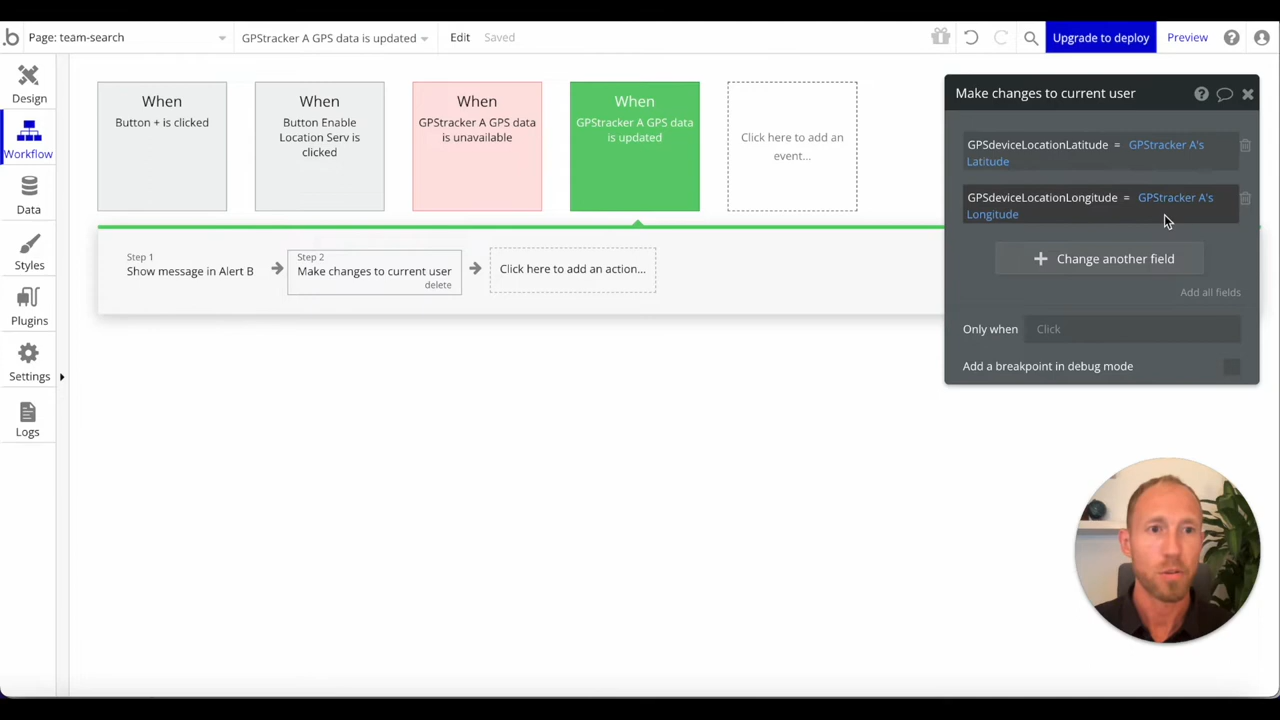 .b
Page: team-search
GPStracker A GPS data is updated
Edit
Saved
Upgrade to deploy
Preview
Design
Workflow
Data
Styles
Plugins
Settings
Logs
When
Button + is clicked
When
Button Enable
Location Serv is
clicked
When
GPStracker A GPS data
is unavailable
When
GPStracker A GPS data
is updated
Click here to add an
event...
Step 1
Show message in Alert B
Step 2
Make changes to current user
delete
Click here to add an action...
Make changes to current user
GPSdeviceLocationLatitude = GPStracker A's
Latitude
GPSdeviceLocationLongitude = GPStracker A's
Longitude
+ Change another field
Add all fields
Only when Click
Add a breakpoint in debug mode